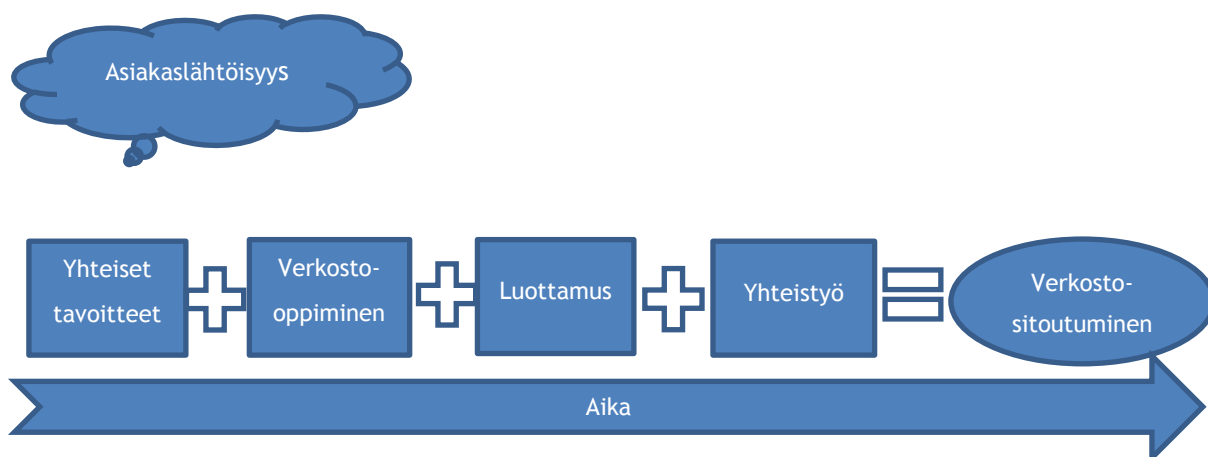 Asiakaslähtöisyys
Yhteiset
tavoitteet
Verkosto-
oppiminen
Luottamus
Yhteistyö
Verkosto-
sitoutuminen
Aika